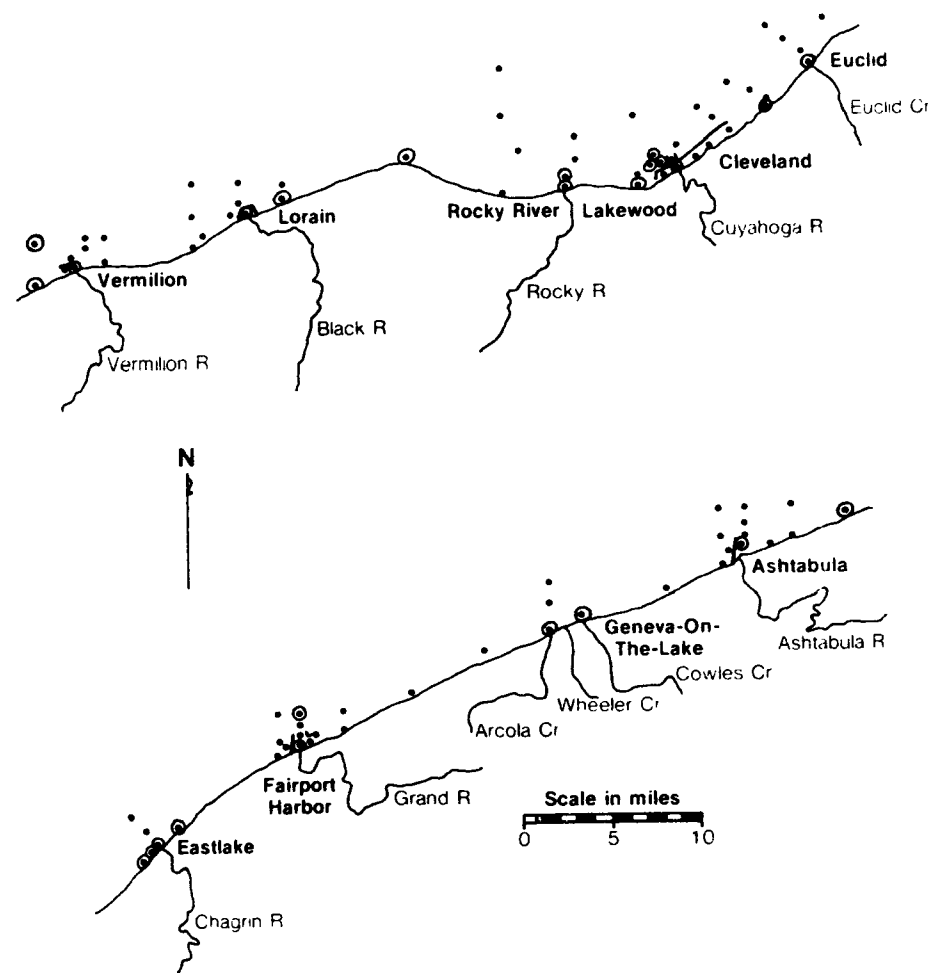 Euclid
Euclid Cr
Cleveland
Rocky River
Lakewood
Lorain
Cuyahoga R
Vermilion
Rocky R
Black R
Vermilion R
N
Ashtabula
Geneva-On-
The-Lake
Ashtabula R
Cowles Cr
Wheeler Cr
Arcola Cr
Fairport
Harbor
Grand R
Scale in miles
0 5 10
Eastlake
Chagrin R